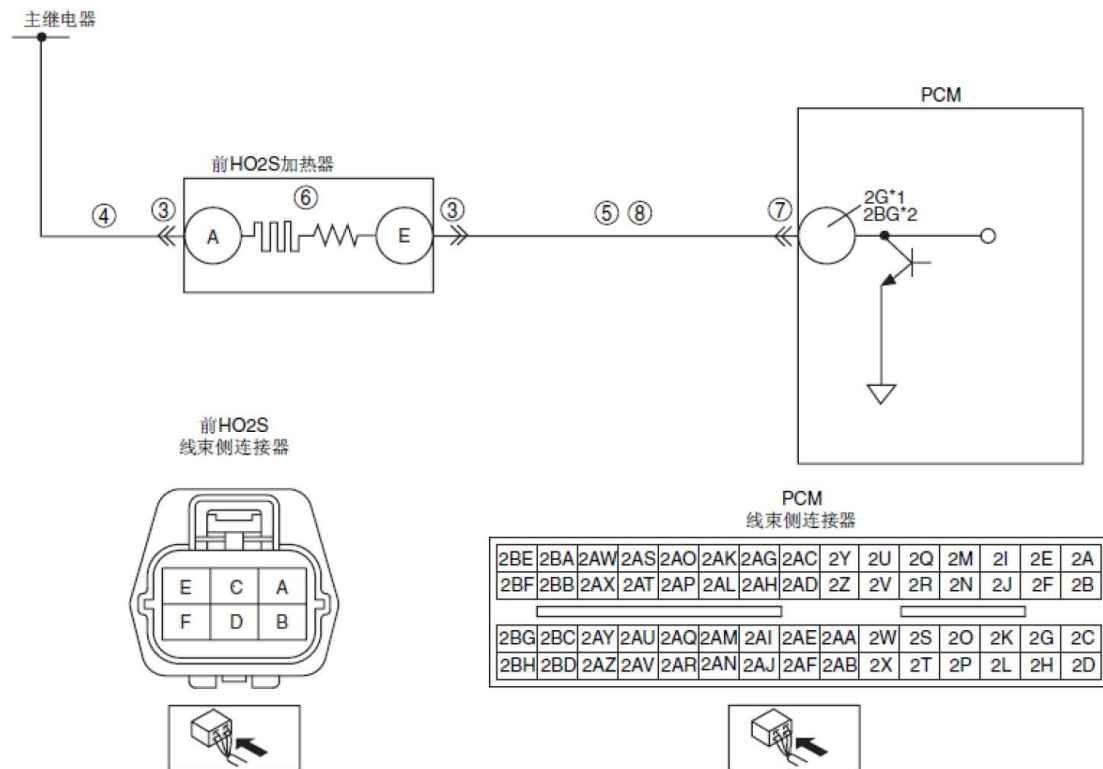 主继电器
PCM
前HO2S加热器
④ ③ A ⑥ E ③ ⑤ ⑧ ⑦
2G*1
2BG*2
前HO2S
线束侧连接器
E C A
F D B
PCM
线束侧连接器
2BE 2BA 2AW 2AS 2AO 2AK 2AG 2AC 2Y 2U 2Q 2M 2I 2E 2A
2BF 2BB 2AX 2AT 2AP 2AL 2AH 2AD 2Z 2V 2R 2N 2J 2F 2B
2BG 2BC 2AY 2AU 2AQ 2AM 2AI 2AE 2AA 2W 2S 2O 2K 2G 2C
2BH 2BD 2AZ 2AV 2AR 2AN 2AJ 2AF 2AB 2X 2T 2P 2L 2H 2D